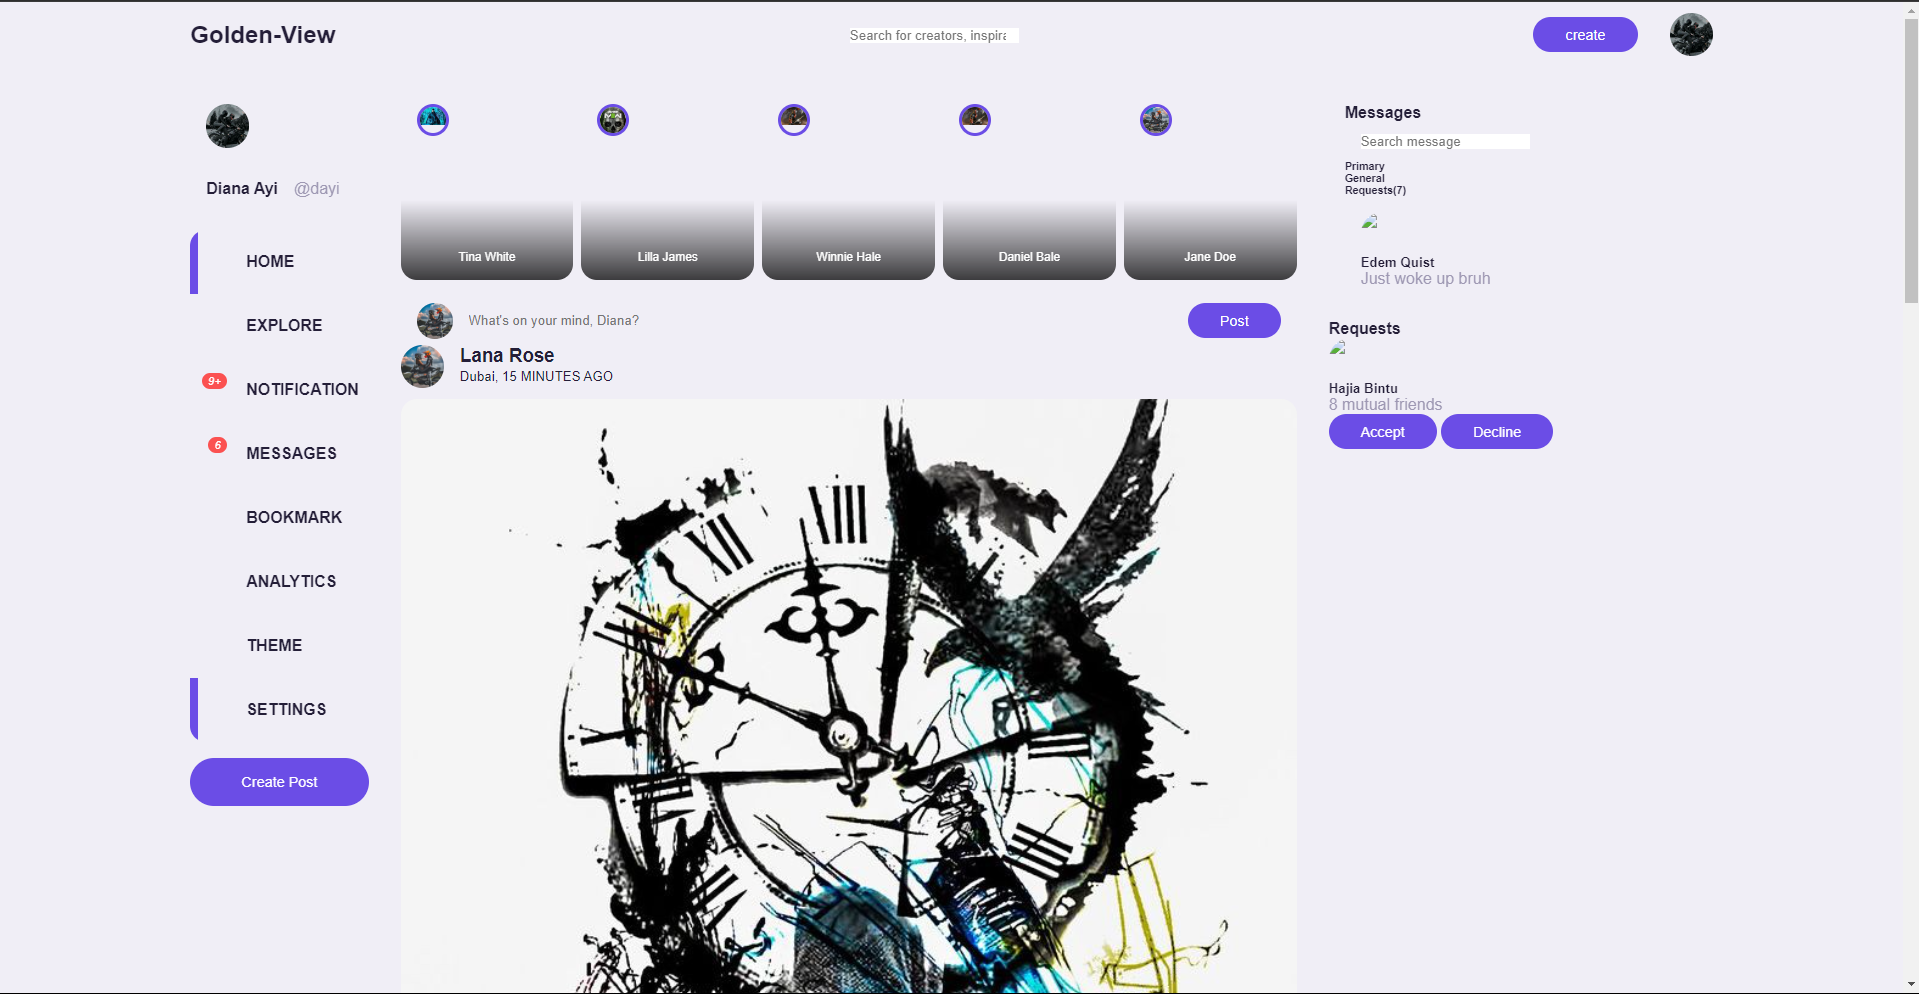 Golden-View
Search for creators, inspira
create
Diana Ayi @dayi
HOME
EXPLORE
9+
NOTIFICATION
6
MESSAGES
BOOKMARK
ANALYTICS
THEME
SETTINGS
Create Post
Tina White
Lilla James
Winnie Hale
Daniel Bale
Jane Doe
What's on your mind, Diana?
Post
Lana Rose
Dubai, 15 MINUTES AGO
XII
IIII
Messages
Search message
Primary
General
Requests(7)
Edem Quist
Just woke up bruh
Requests
Hajia Bintu
8 mutual friends
Accept
Decline